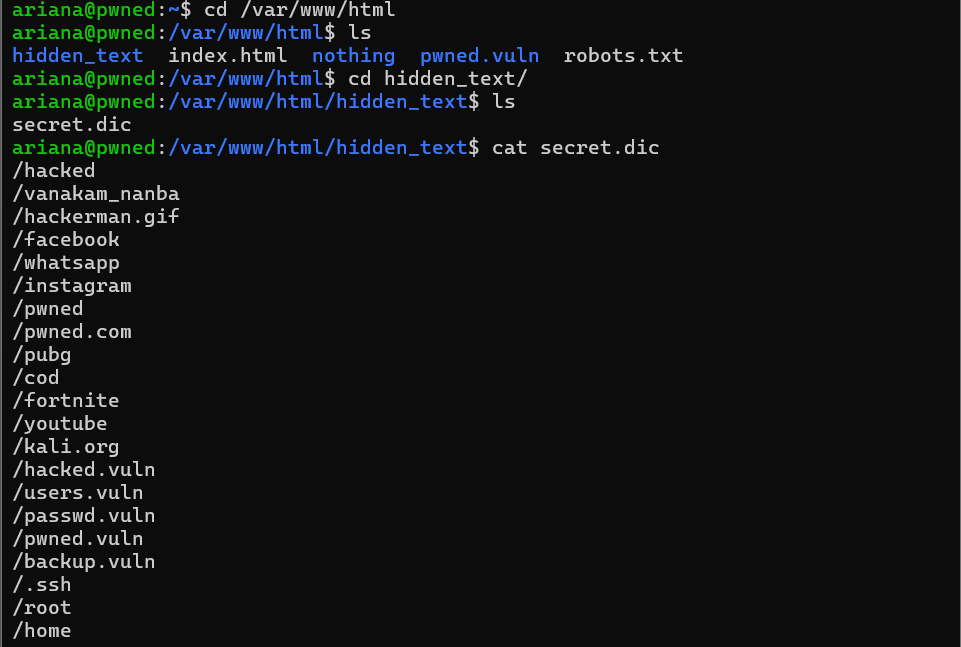 ariana@pwned:~$ cd /var/www/html
ariana@pwned:/var/www/html$ ls
hidden_text  index.html  nothing  pwned.vuln  robots.txt
ariana@pwned:/var/www/html$ cd hidden_text/
ariana@pwned:/var/www/html/hidden_text$ ls
secret.dic
ariana@pwned:/var/www/html/hidden_text$ cat secret.dic
/hacked
/vanakam_nanba
/hackerman.gif
/facebook
/whatsapp
/instagram
/pwned
/pwned.com
/pubg
/cod
/fortnite
/youtube
/kali.org
/hacked.vuln
/users.vuln
/passwd.vuln
/pwned.vuln
/backup.vuln
/.ssh
/root
/home